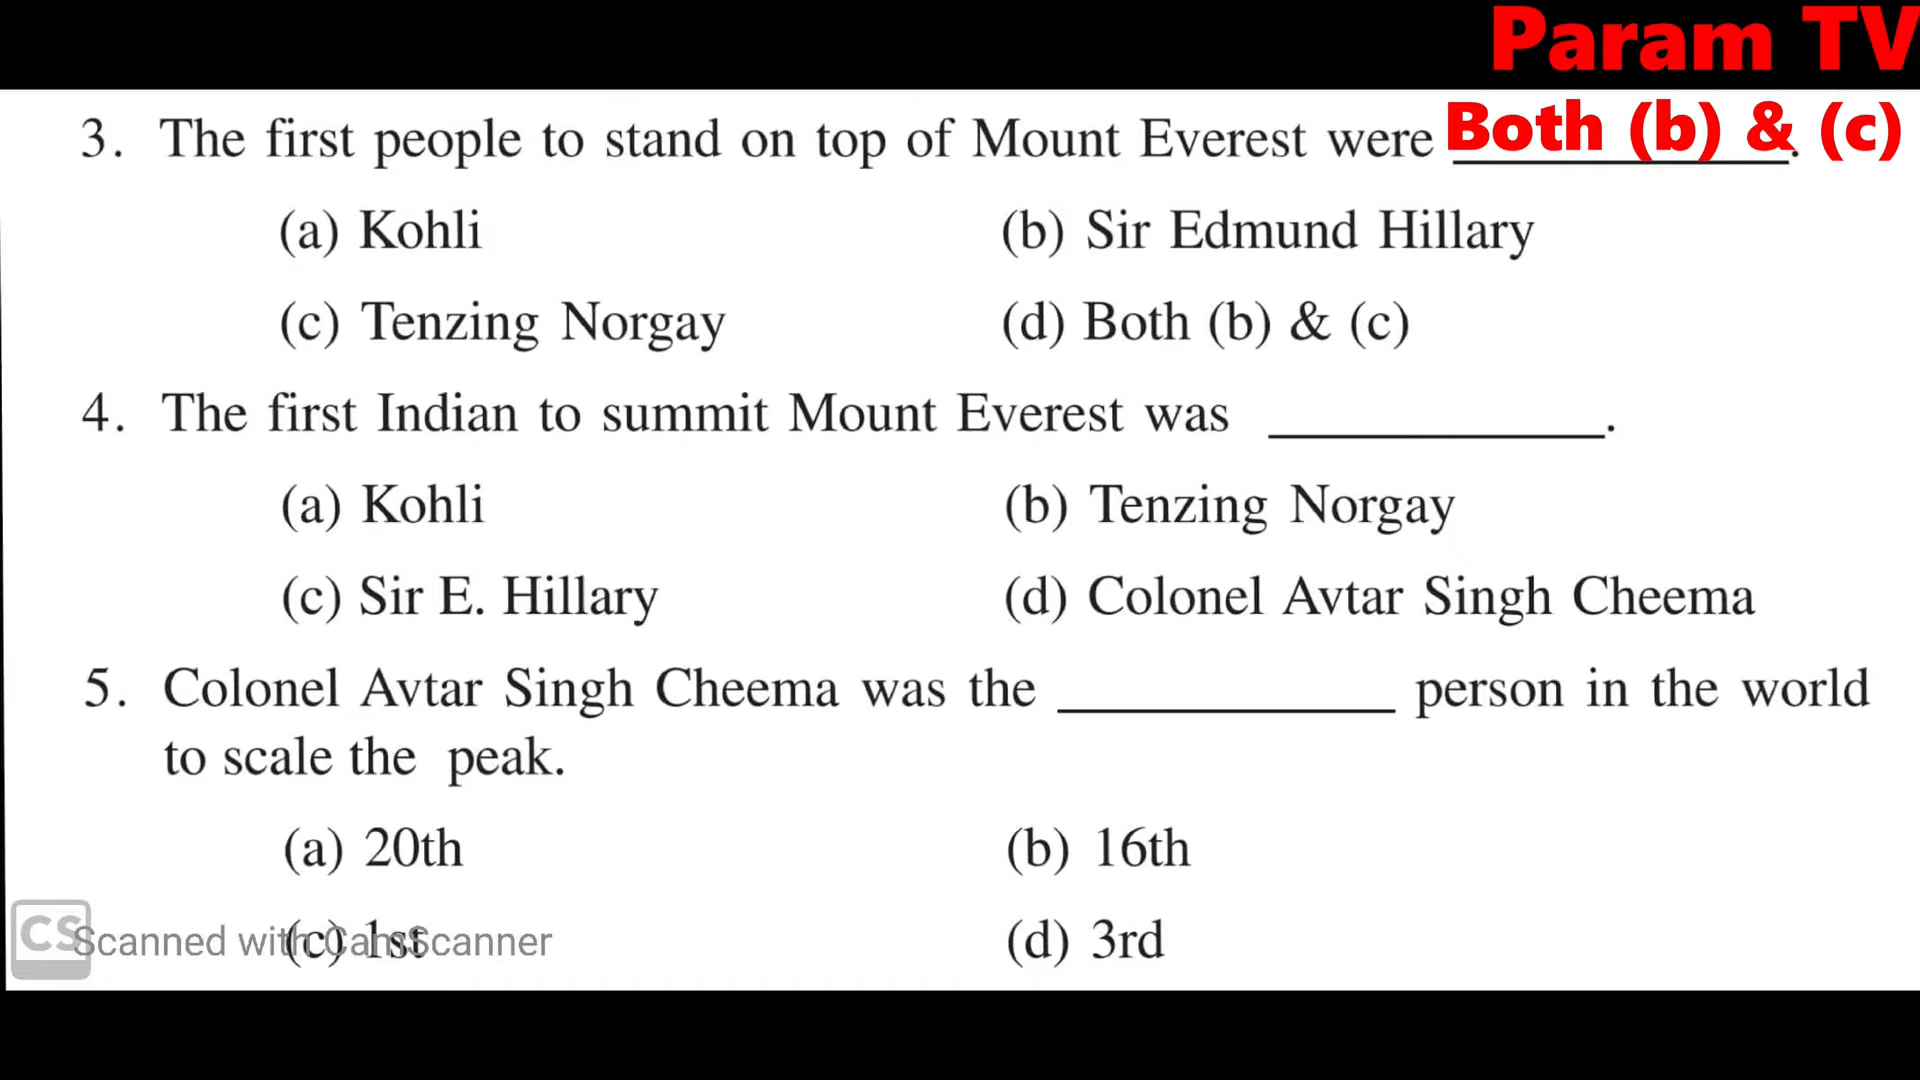 Param TV
3. The first people to stand on top of Mount Everest were Both (b) & (c).
(a) Kohli (b) Sir Edmund Hillary
(c) Tenzing Norgay (d) Both (b) & (c)
4. The first Indian to summit Mount Everest was ____________.
(a) Kohli (b) Tenzing Norgay
(c) Sir E. Hillary (d) Colonel Avtar Singh Cheema
5. Colonel Avtar Singh Cheema was the ____________ person in the world
to scale the peak.
(a) 20th (b) 16th
(c) 1st (d) 3rd
CS Scanned with CamScanner